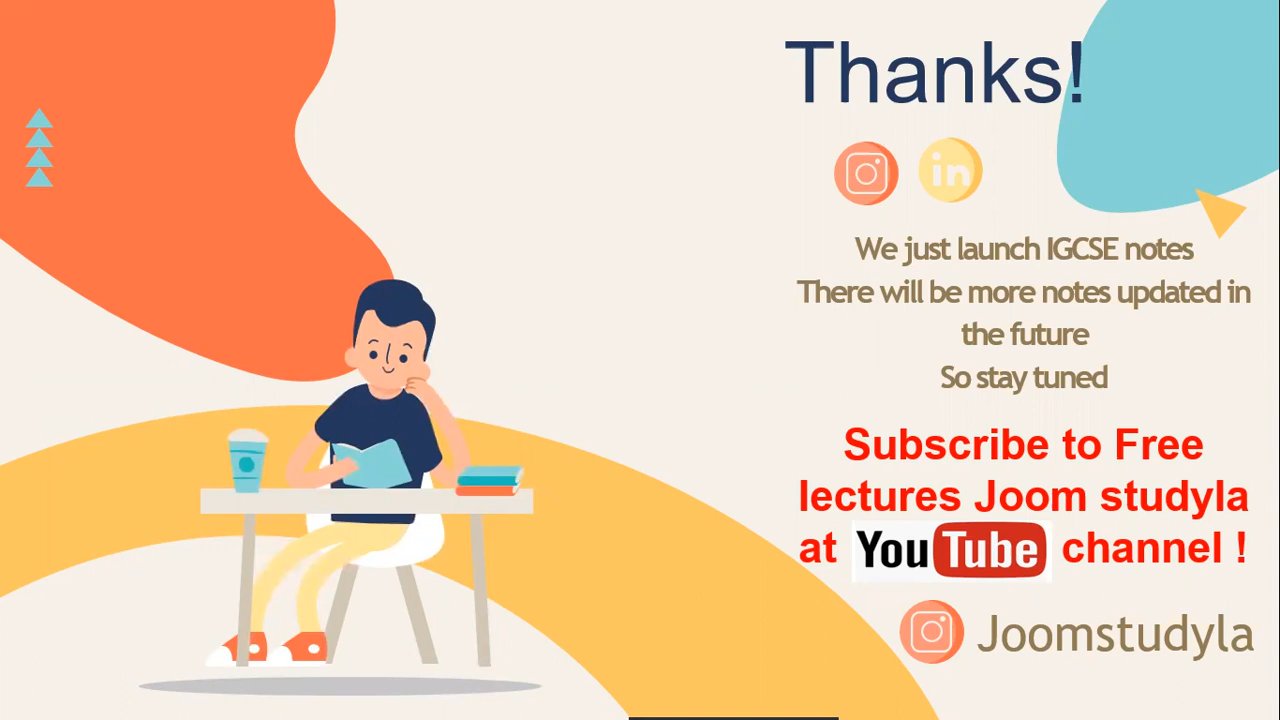 Thanks!
in
We just launch IGCSE notes
There will be more notes updated in
the future
So stay tuned
Subscribe to Free
lectures Joom studyla
at YouTube channel !
Joomstudyla